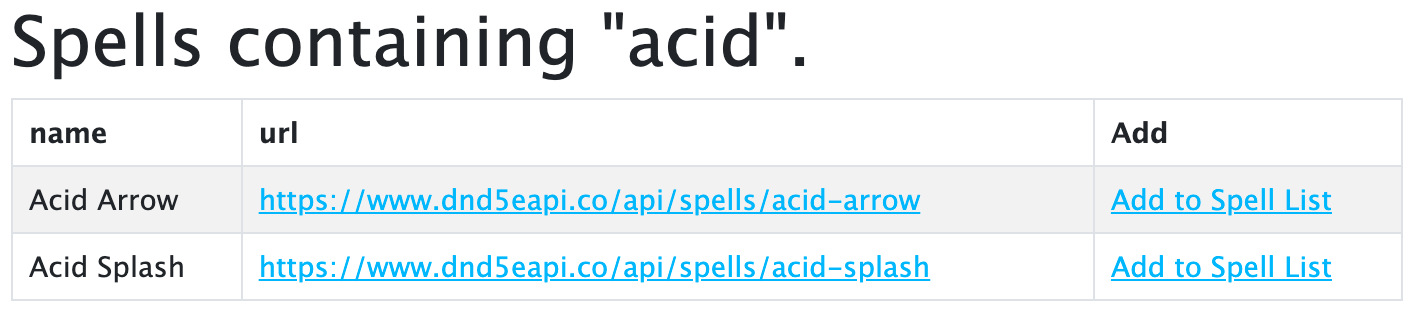 Spells containing "acid".
name url Add
Acid Arrow https://www.dnd5eapi.co/api/spells/acid-arrow Add to Spell List
Acid Splash https://www.dnd5eapi.co/api/spells/acid-splash Add to Spell List